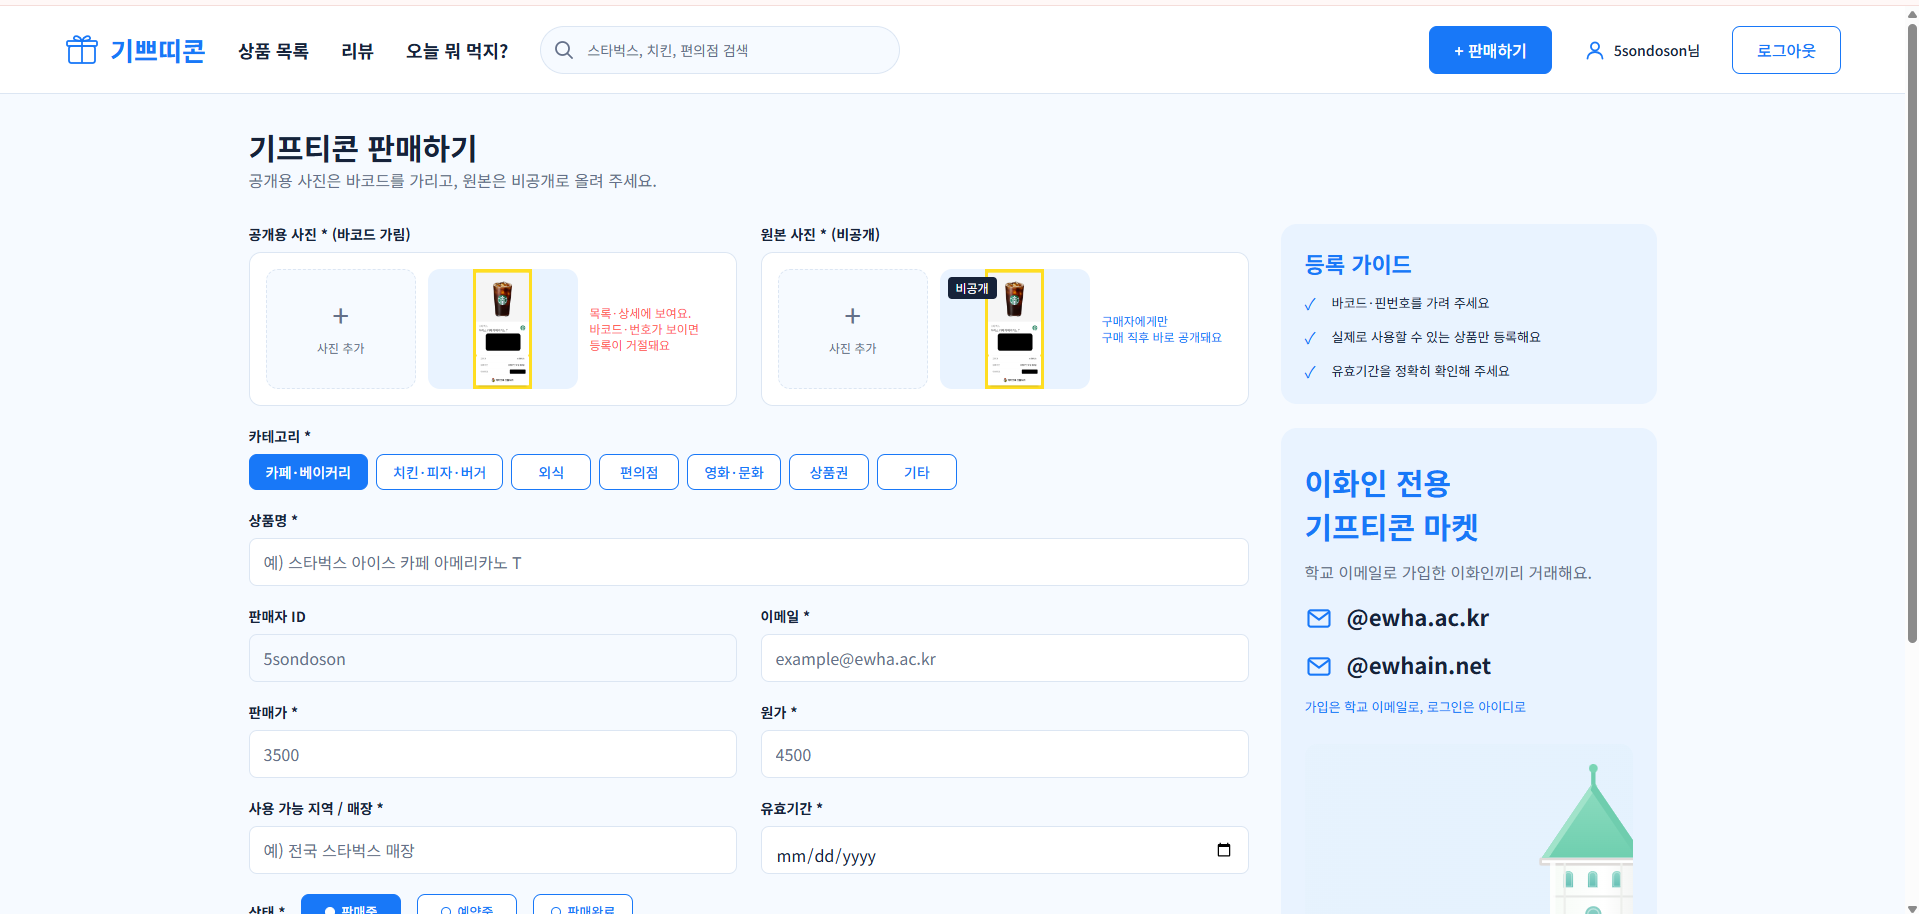 기쁘띠콘
상품 목록
리뷰
오늘 뭐 먹지?
스타벅스, 치킨, 편의점 검색
+ 판매하기
5sondoson님
로그아웃
기프티콘 판매하기
공개용 사진은 바코드를 가리고, 원본은 비공개로 올려 주세요.
공개용 사진 * (바코드 가림)
+
사진 추가
목록·상세에 보여요.
바코드·번호가 보이면
등록이 거절돼요
원본 사진 * (비공개)
+
사진 추가
비공개
구매자에게만
구매 직후 바로 공개돼요
카테고리 *
카페·베이커리
치킨·피자·버거
외식
편의점
영화·문화
상품권
기타
상품명 *
예) 스타벅스 아이스 카페 아메리카노 T
판매자 ID
5sondoson
이메일 *
example@ewha.ac.kr
판매가 *
3500
원가 *
4500
사용 가능 지역 / 매장 *
예) 전국 스타벅스 매장
유효기간 *
mm/dd/yyyy
상태 *
판매중
예약중
판매완료
등록 가이드
✓ 바코드·핀번호를 가려 주세요
✓ 실제로 사용할 수 있는 상품만 등록해요
✓ 유효기간을 정확히 확인해 주세요
이화인 전용
기프티콘 마켓
학교 이메일로 가입한 이화인끼리 거래해요.
@ewha.ac.kr
@ewhain.net
가입은 학교 이메일로, 로그인은 아이디로